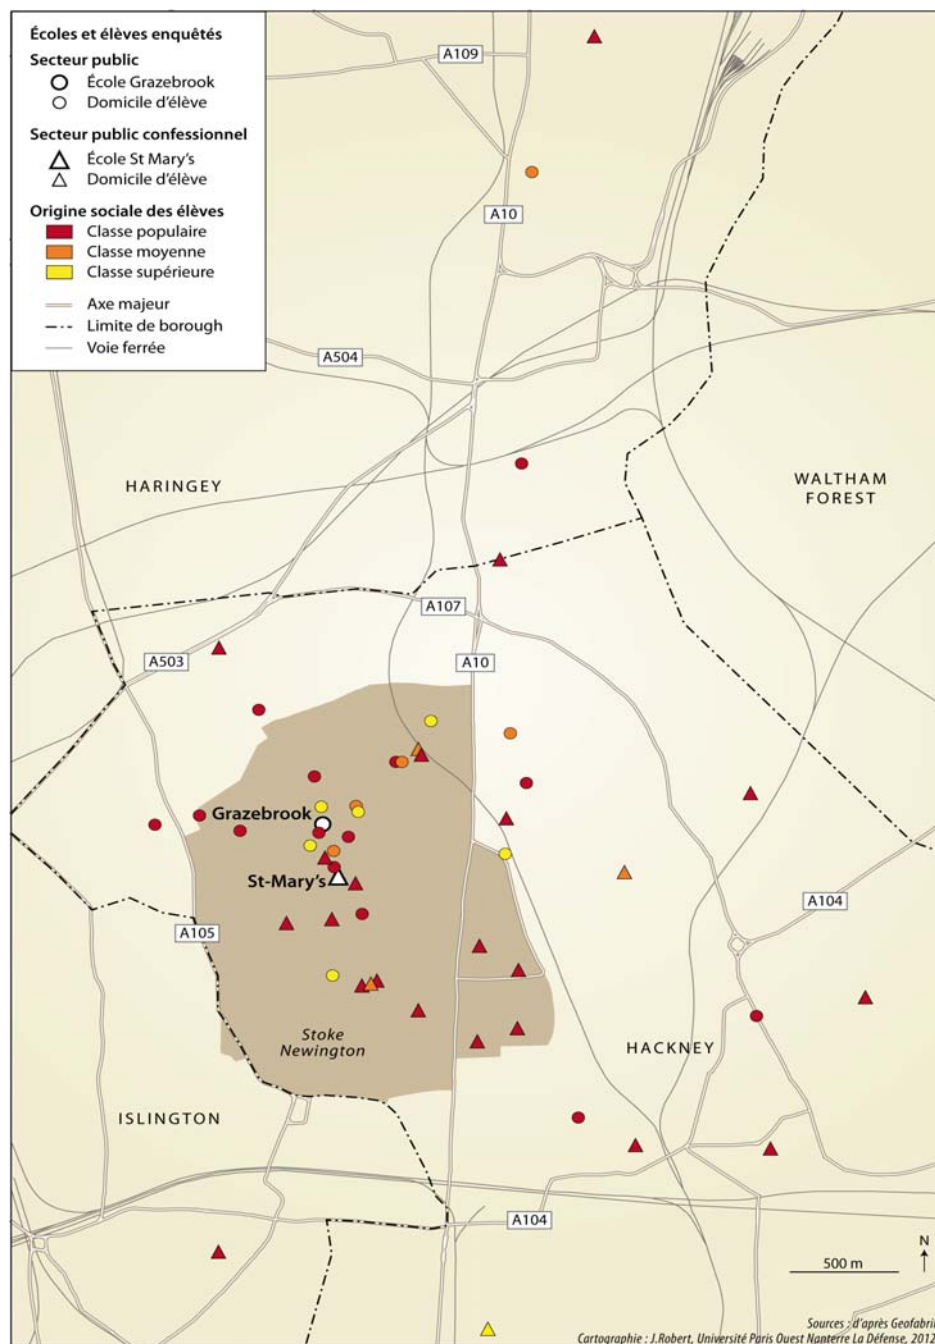 Écoles et élèves enquêtés
Secteur public
École Grazebrook
Domicile d'élève
Secteur public confessionnel
École St Mary's
Domicile d'élève
Origine sociale des élèves
Classe populaire
Classe moyenne
Classe supérieure
Axe majeur
Limite de borough
Voie ferrée
A109
A10
A504
HARINGEY
WALTHAM
FOREST
A107
A503
A10
Grazebrook
St-Mary's
A104
A105
Stoke
Newington
HACKNEY
ISLINGTON
A104
500 m
N
Sources : d'après Geofabrik
Cartographie : J.Robert, Université Paris Ouest Nanterre La Défense, 2012